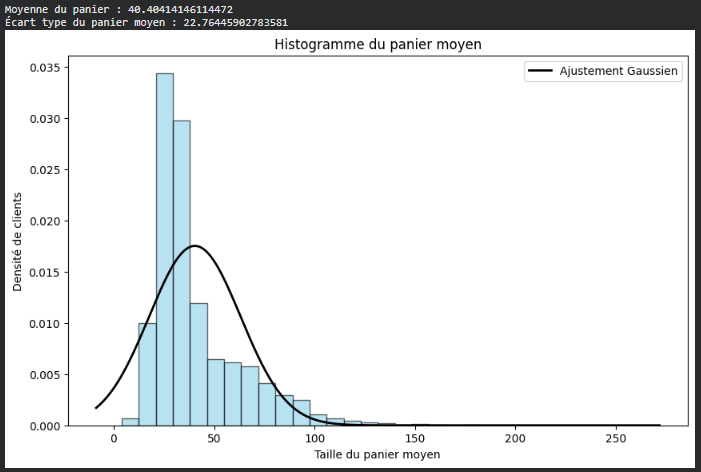 Moyenne du panier : 40.40414146114472
Écart type du panier moyen : 22.76445902783581
Histogramme du panier moyen
Ajustement Gaussien
Densité de clients
0.035
0.030
0.025
0.020
0.015
0.010
0.005
0.000
0 50 100 150 200 250
Taille du panier moyen